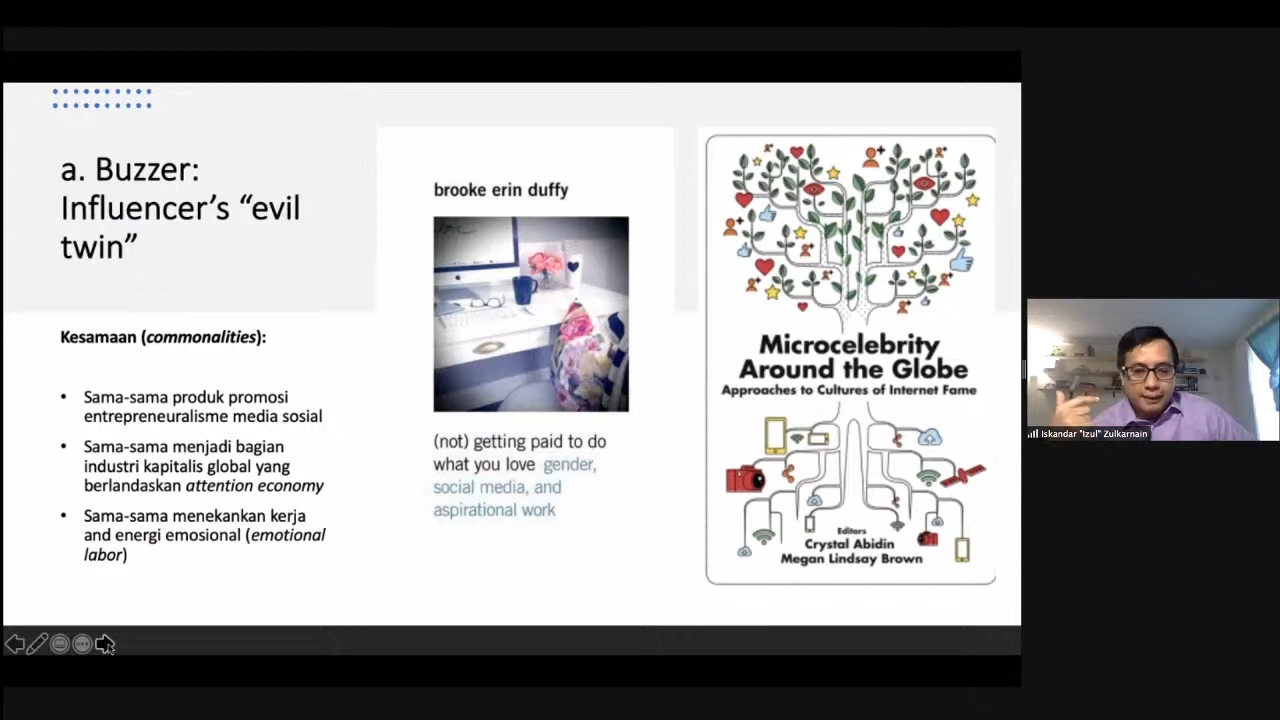 a. Buzzer:
Influencer’s “evil
twin”
Kesamaan (commonalities):
• Sama-sama produk promosi
entrepreneuralisme media sosial
• Sama-sama menjadi bagian
industri kapitalis global yang
berlandaskan attention economy
• Sama-sama menekankan kerja
and energi emosional (emotional
labor)
brooke erin duffy
(not) getting paid to do
what you love gender,
social media, and
aspirational work
Microcelebrity
Around the Globe
Approaches to Cultures of Internet Fame
Editors
Crystal Abidin
Megan Lindsay Brown
Iskandar "Izul" Zulkarnain